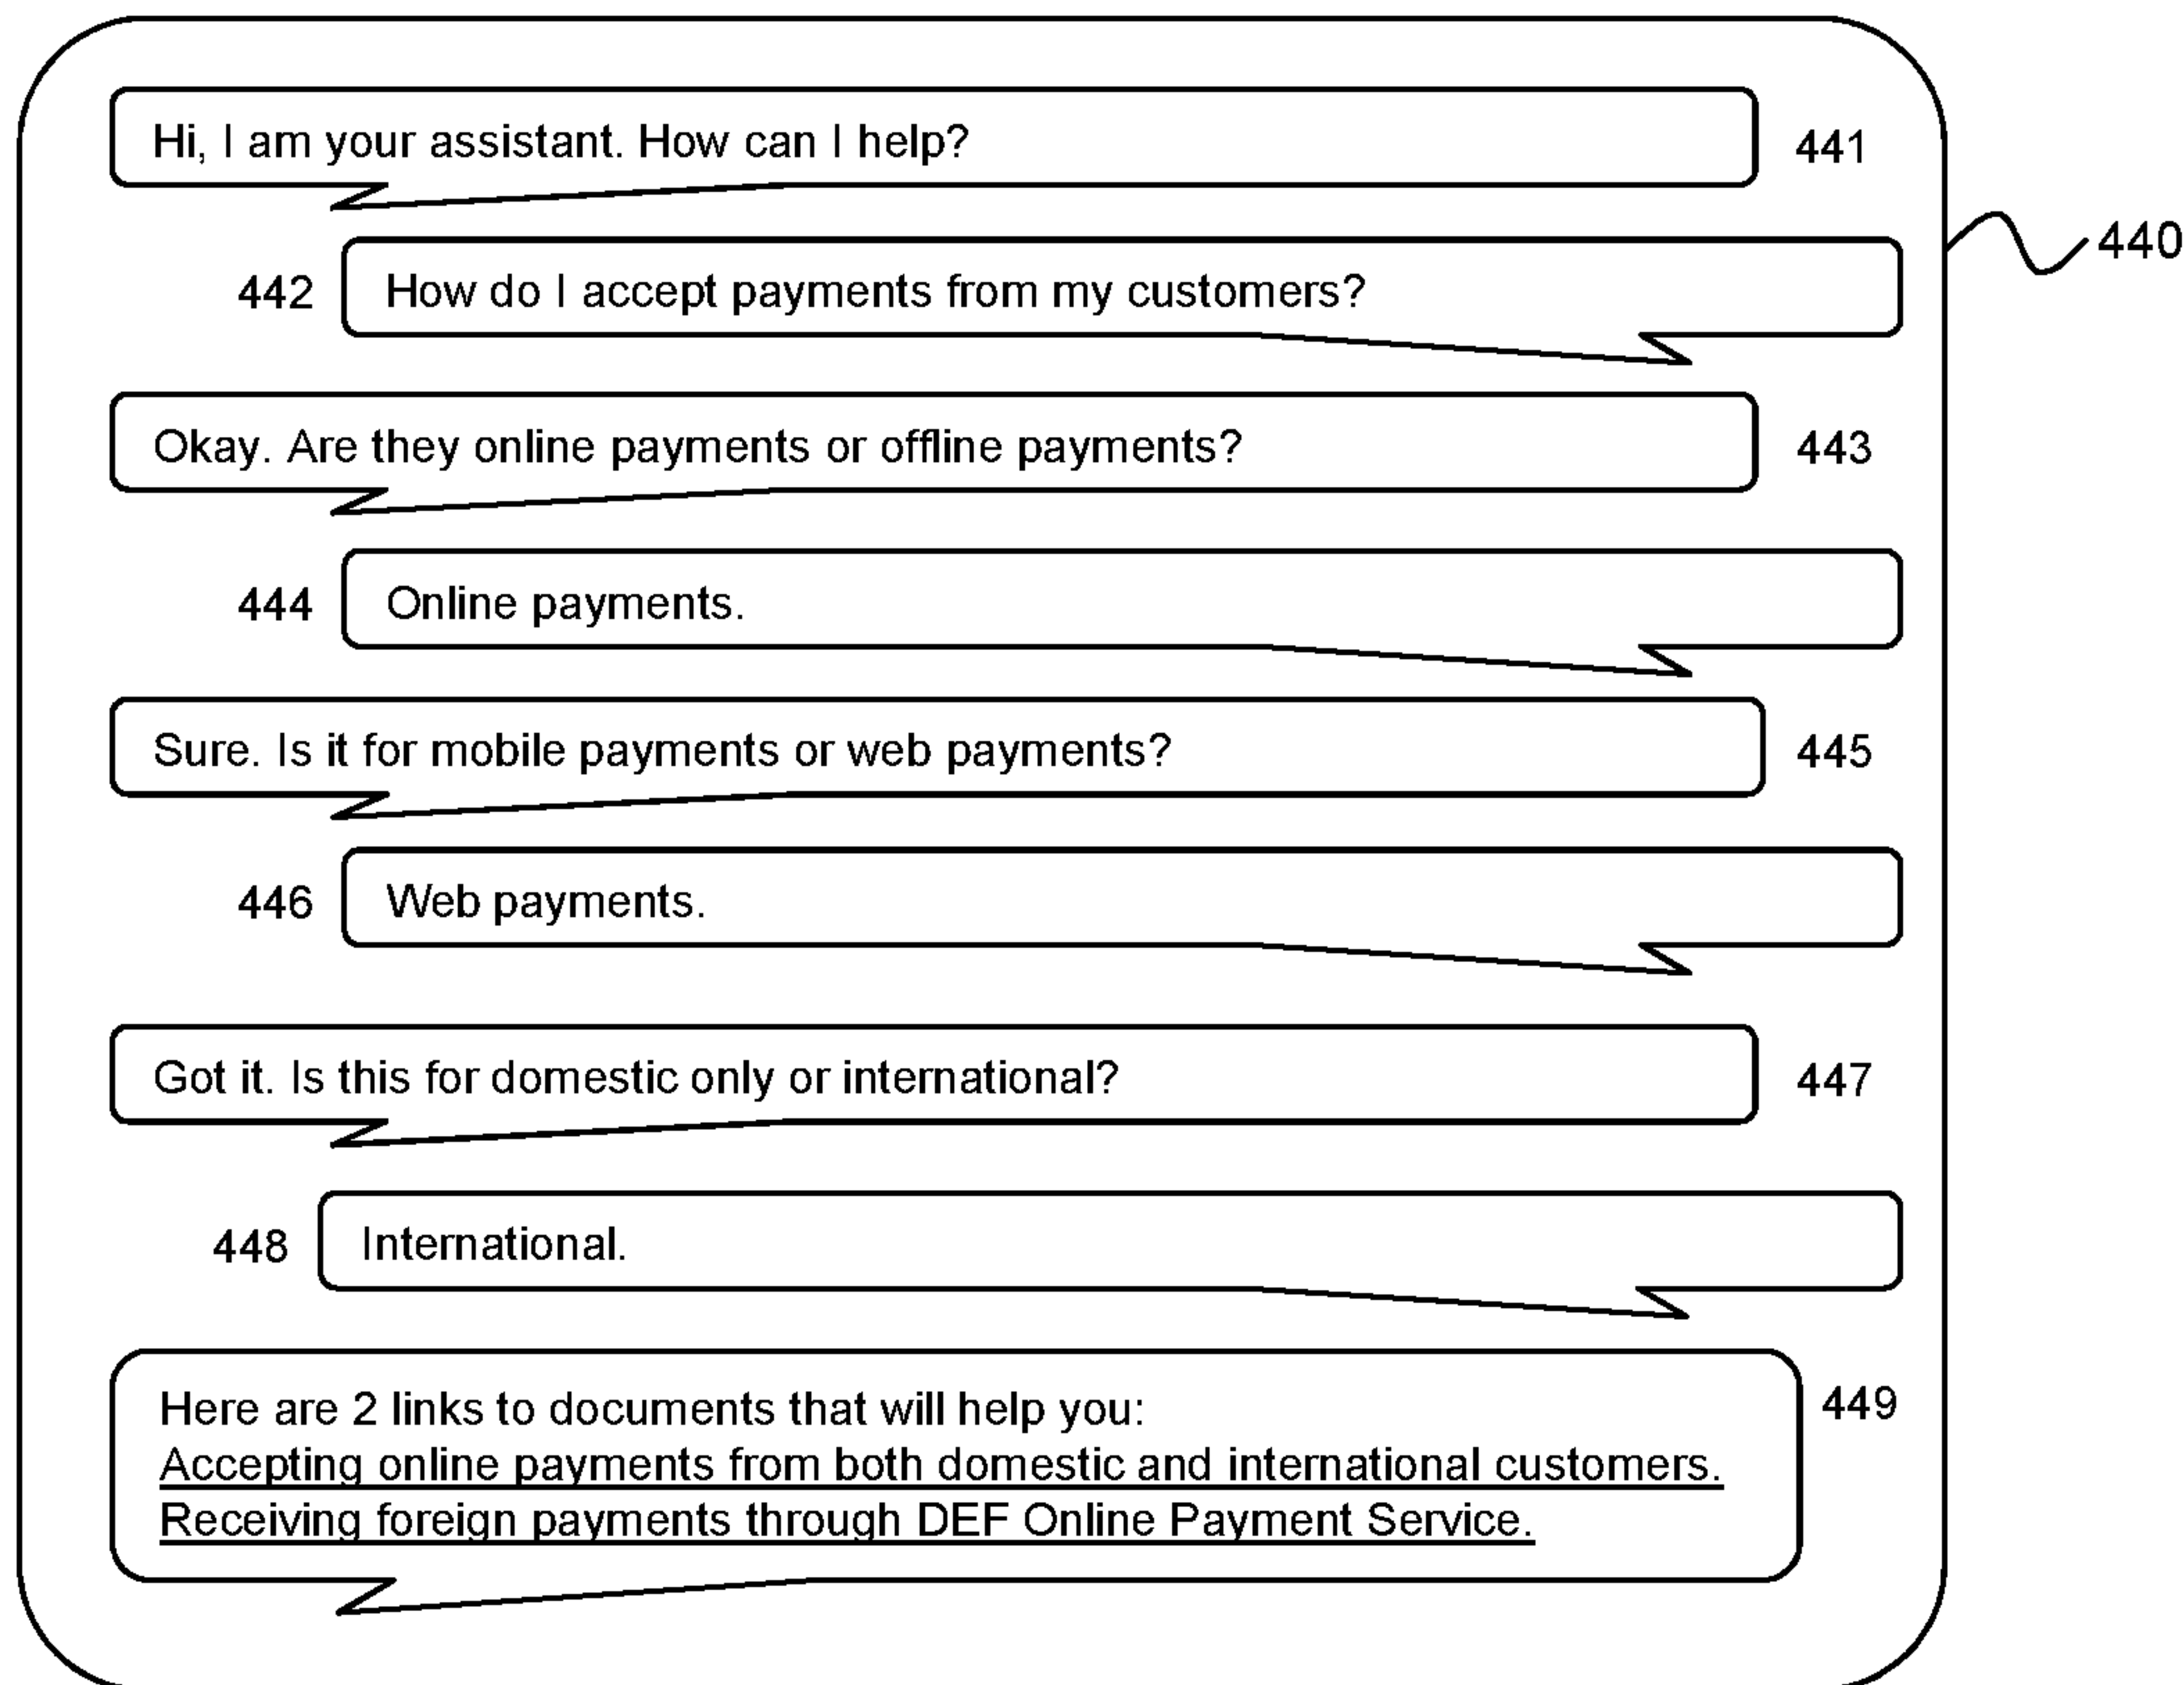 Hi, I am your assistant. How can I help?
441
440
442
How do I accept payments from my customers?
Okay. Are they online payments or offline payments?
443
444
Online payments.
Sure. Is it for mobile payments or web payments?
445
446
Web payments.
Got it. Is this for domestic only or international?
447
448
International.
Here are 2 links to documents that will help you:
449
Accepting online payments from both domestic and international customers.
Receiving foreign payments through DEF Online Payment Service.